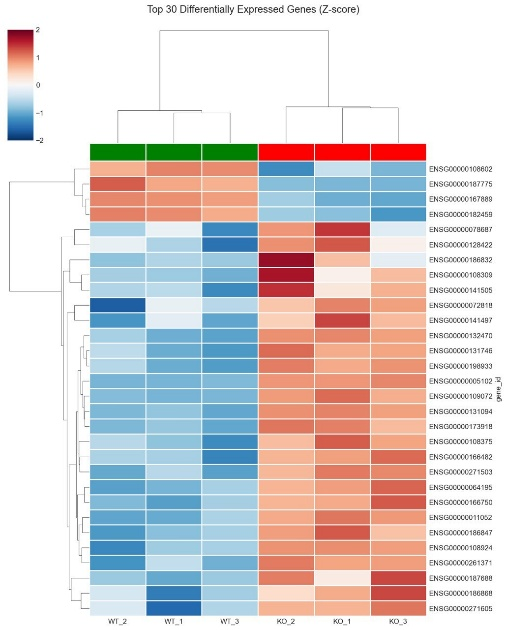 Top 30 Differentially Expressed Genes (Z-score)
2
1
0
−1
−2
ENSG00000108602
ENSG00000187775
ENSG00000167889
ENSG00000182459
ENSG00000078687
ENSG00000128422
ENSG00000186832
ENSG00000108309
ENSG00000141505
ENSG00000072818
ENSG00000141497
ENSG00000132470
ENSG00000131746
ENSG00000196933
ENSG00000005102
ENSG00000109072
ENSG00000131094
ENSG00000173918
ENSG00000108375
ENSG00000166482
ENSG00000271503
ENSG00000064195
ENSG00000166750
ENSG00000011052
ENSG00000186847
ENSG00000108924
ENSG00000261371
ENSG00000187688
ENSG00000186868
ENSG00000271605
gene_id
WT_2 WT_1 WT_3 KO_2 KO_1 KO_3